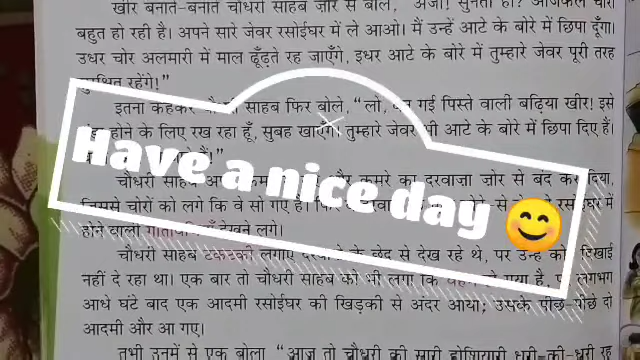 खीर बनाते-बनाते चौधरी साहब ज़ोर से बोले, "अजी! सुनती हो? आजकल चोरी
बहुत हो रही है। अपने सारे जेवर रसोईघर में ले आओ। मैं उन्हें आटे के बोरे में छिपा दूँगा।
उधर चोर अलमारी में माल ढूँढ़ते रह जाएँगे, इधर आटे के बोरे में तुम्हारे जेवर पूरी तरह
रहेंगे!"
इतना कहकर साहब फिर बोले, "लो, गई पिस्ते वाली बढ़िया खीर! इसे
होने के लिए रख रहा हूँ, सुबह खाएँगे। तुम्हारे जेवर भी आटे के बोरे में छिपा दिए हैं।
Have a nice day 😊
चौधरी साहब कमरे का दरवाज़ा ज़ोर से बंद कर दिया,
जिससे चोरों को लगे कि वे सो गए
होने वाली देखने लगे।
चौधरी साहब टकटकी लगाए के छेद से देख रहे थे, पर उन्हें दिखाई
नहीं दे रहा था। एक बार तो चौधरी साहब को भी लगा कि लगभग
आधे घंटे बाद एक आदमी रसोईघर की खिड़की से अंदर आया; उसके पीछे-पीछे दो
आदमी और आ गए।
तभी उनमें से एक बोला, "आज तो चौधरी की सारी होशियारी धरी-की-धरी रह